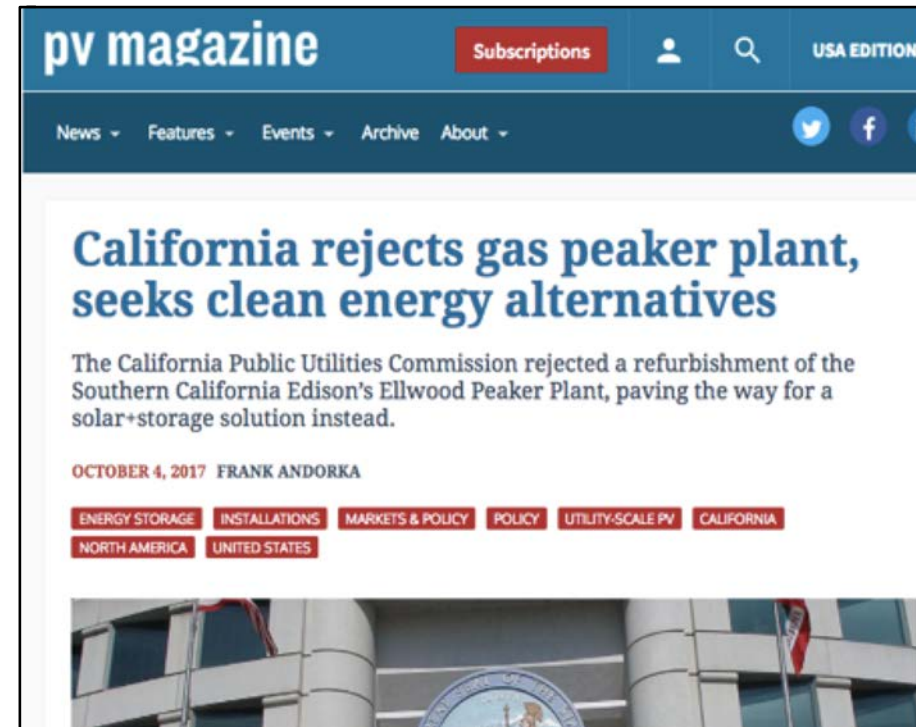 pv magazine
Subscriptions
USA EDITION
News
Features
Events
Archive
About
California rejects gas peaker plant,
seeks clean energy alternatives
The California Public Utilities Commission rejected a refurbishment of the
Southern California Edison's Ellwood Peaker Plant, paving the way for a
solar+storage solution instead.
OCTOBER 4, 2017 FRANK ANDORKA
ENERGY STORAGE INSTALLATIONS MARKETS & POLICY POLICY UTILITY-SCALE PV CALIFORNIA
NORTH AMERICA UNITED STATES
SEAL OF THE